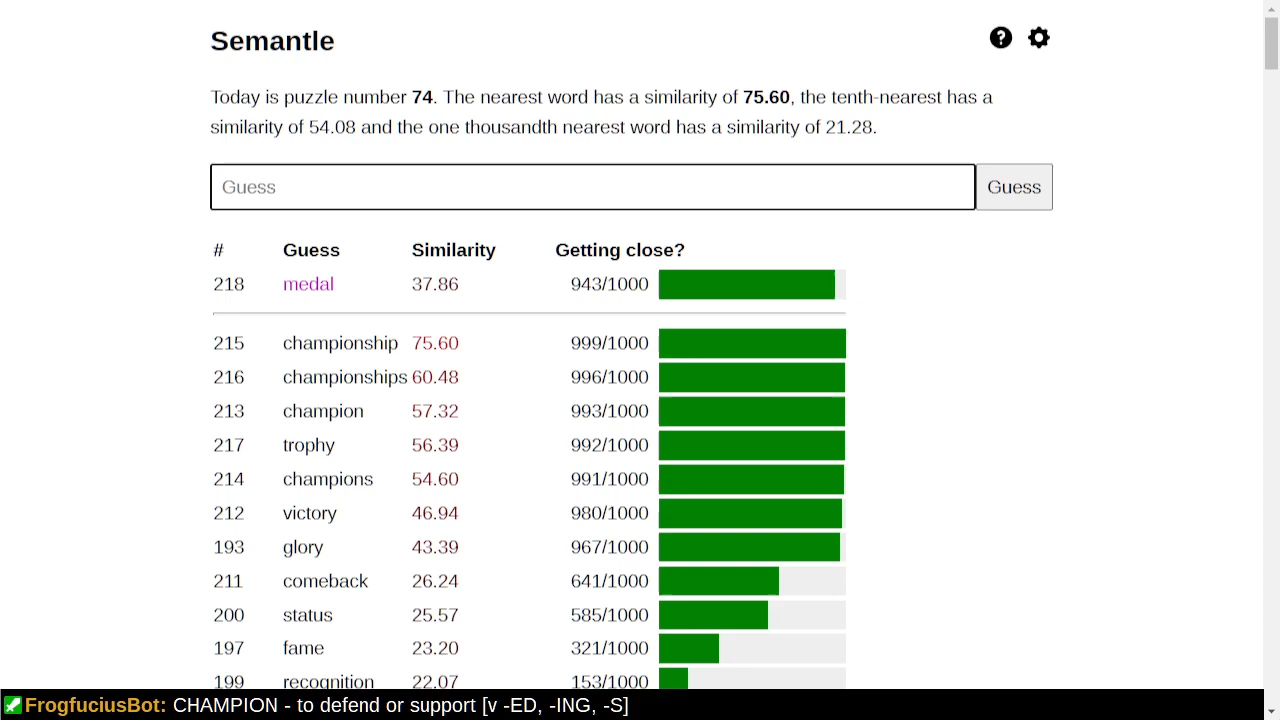 Semantle
Today is puzzle number 74. The nearest word has a similarity of 75.60, the tenth-nearest has a
similarity of 54.08 and the one thousandth nearest word has a similarity of 21.28.
Guess Guess
# Guess Similarity Getting close?
218 medal 37.86 943/1000
215 championship 75.60 999/1000
216 championships 60.48 996/1000
213 champion 57.32 993/1000
217 trophy 56.39 992/1000
214 champions 54.60 991/1000
212 victory 46.94 980/1000
193 glory 43.39 967/1000
211 comeback 26.24 641/1000
200 status 25.57 585/1000
197 fame 23.20 321/1000
199 recognition 22.07 153/1000
FrogfuciusBot: CHAMPION - to defend or support [v -ED, -ING, -S]